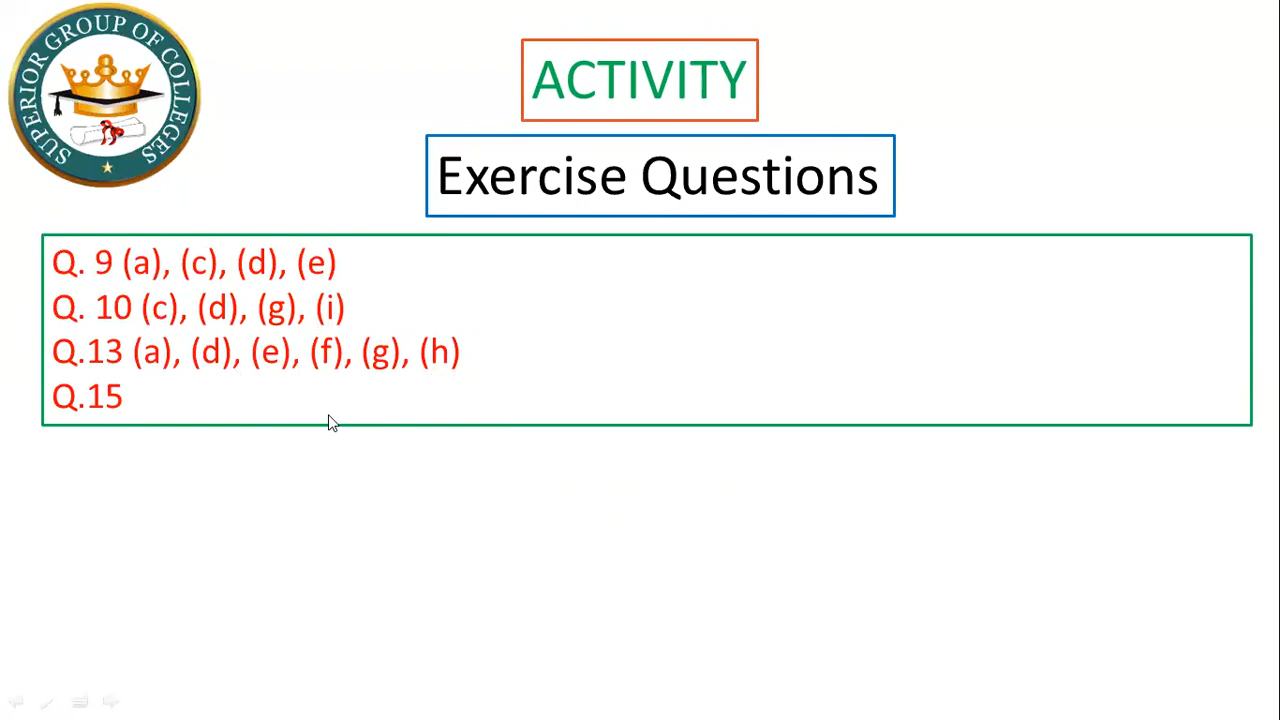 SUPERIOR GROUP OF COLLEGES
ACTIVITY
Exercise Questions
Q. 9 (a), (c), (d), (e)
Q. 10 (c), (d), (g), (i)
Q.13 (a), (d), (e), (f), (g), (h)
Q.15